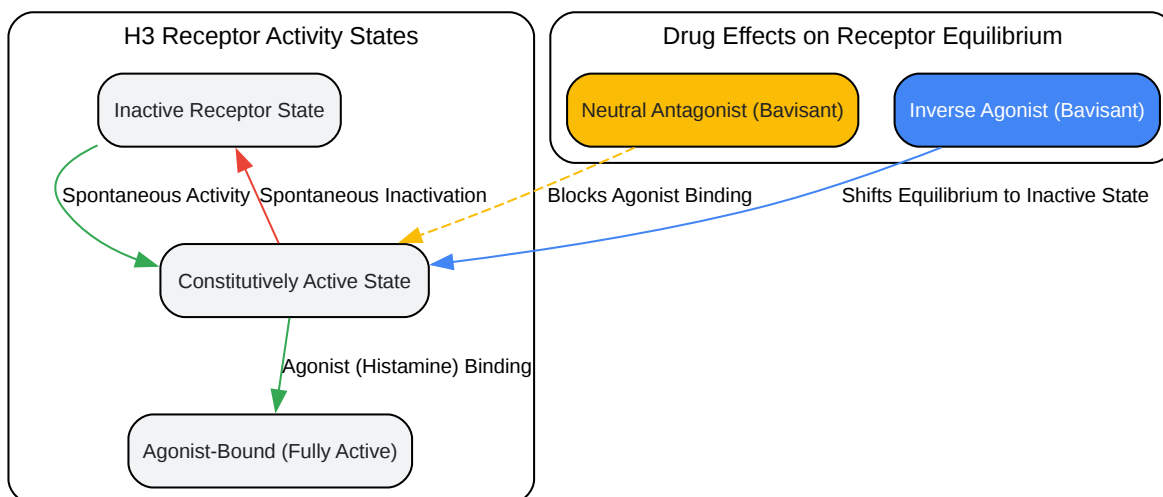 H3 Receptor Activity States
Drug Effects on Receptor Equilibrium
Inactive Receptor State
Neutral Antagonist (Bavisant)
Inverse Agonist (Bavisant)
Spontaneous Activity
Spontaneous Inactivation
Blocks Agonist Binding
Shifts Equilibrium to Inactive State
Constitutively Active State
Agonist (Histamine) Binding
Agonist-Bound (Fully Active)